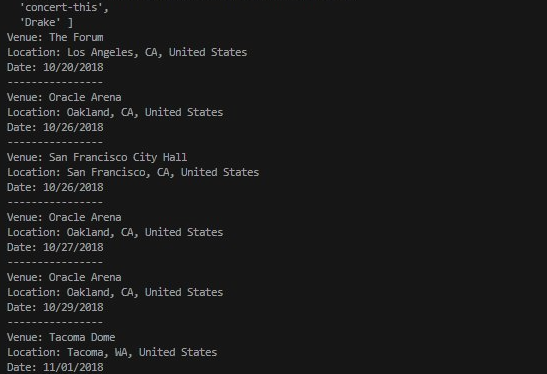 'concert-this',
'Drake' ]
Venue: The Forum
Location: Los Angeles, CA, United States
Date: 10/20/2018
----------------
Venue: Oracle Arena
Location: Oakland, CA, United States
Date: 10/26/2018
----------------
Venue: San Francisco City Hall
Location: San Francisco, CA, United States
Date: 10/26/2018
----------------
Venue: Oracle Arena
Location: Oakland, CA, United States
Date: 10/27/2018
----------------
Venue: Oracle Arena
Location: Oakland, CA, United States
Date: 10/29/2018
----------------
Venue: Tacoma Dome
Location: Tacoma, WA, United States
Date: 11/01/2018